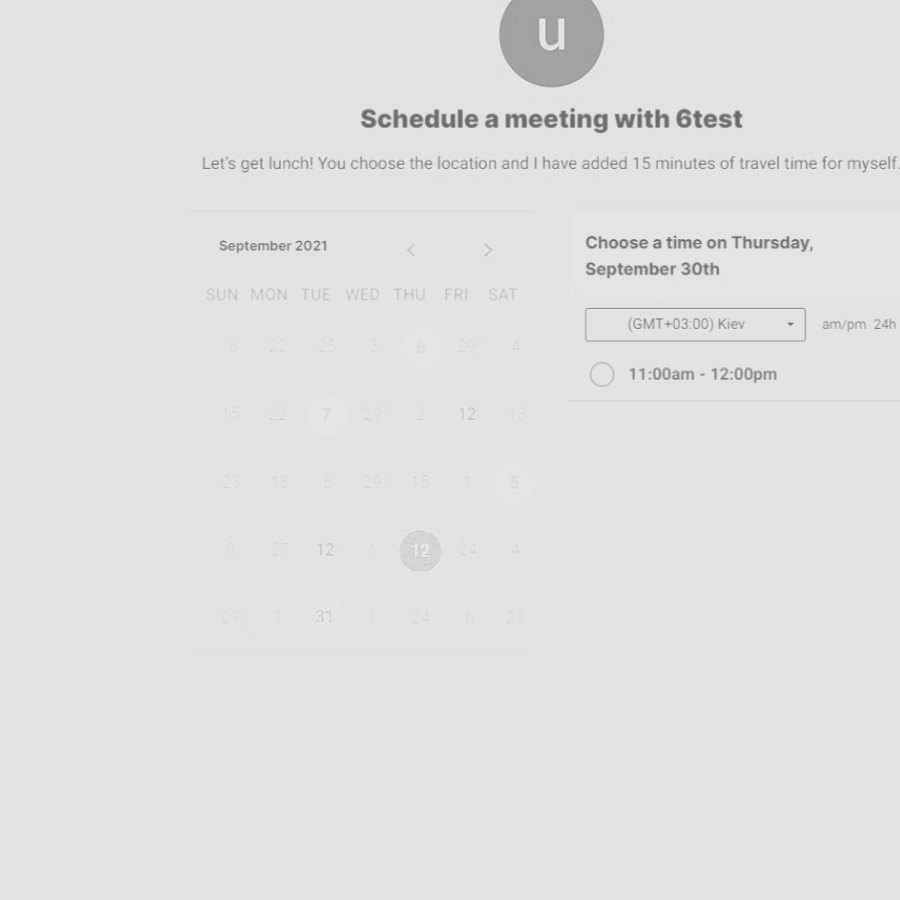 u
Schedule a meeting with 6test
Let's get lunch! You choose the location and I have added 15 minutes of travel time for myself.
September 2021
SUN MON TUE WED THU FRI SAT
6 22 25 3 6 29 4
15 22 7 29 2 12 13
23 18 6 29 15 1 5
9 27 12 1 12 24 4
29 1 31 1 24 6 23
Choose a time on Thursday,
September 30th
(GMT+03:00) Kiev am/pm 24h
11:00am - 12:00pm